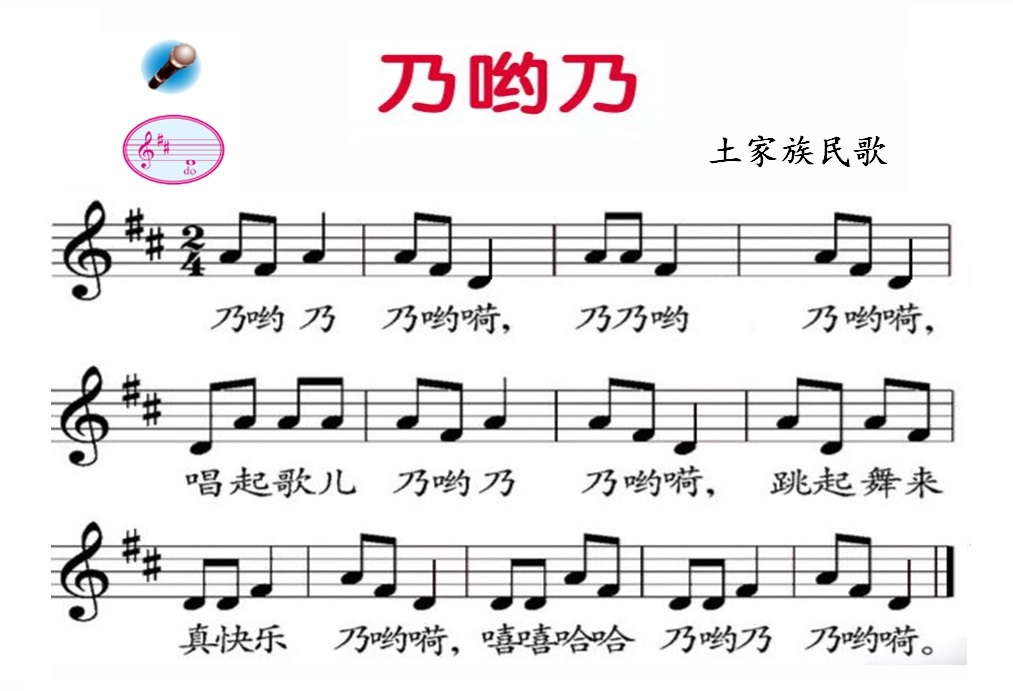 乃哟乃
do
土家族民歌
2
4
乃哟 乃 乃哟嗬， 乃乃哟 乃哟嗬，
唱起歌儿 乃哟乃 乃哟嗬， 跳起舞来
真快乐 乃哟嗬， 嘻嘻哈哈 乃哟乃 乃哟嗬。